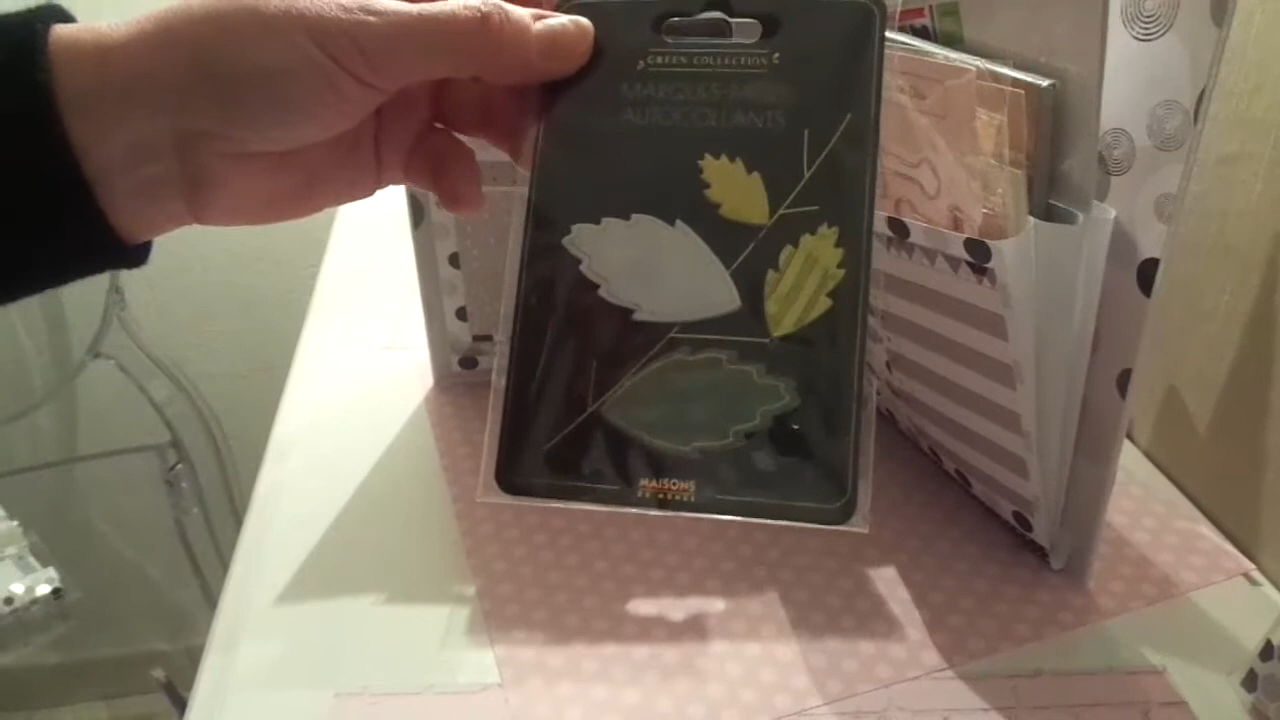 GREEN COLLECTION
MARQUES-PAGES
AUTOCOLLANTS
MAISONS
DU MONDE